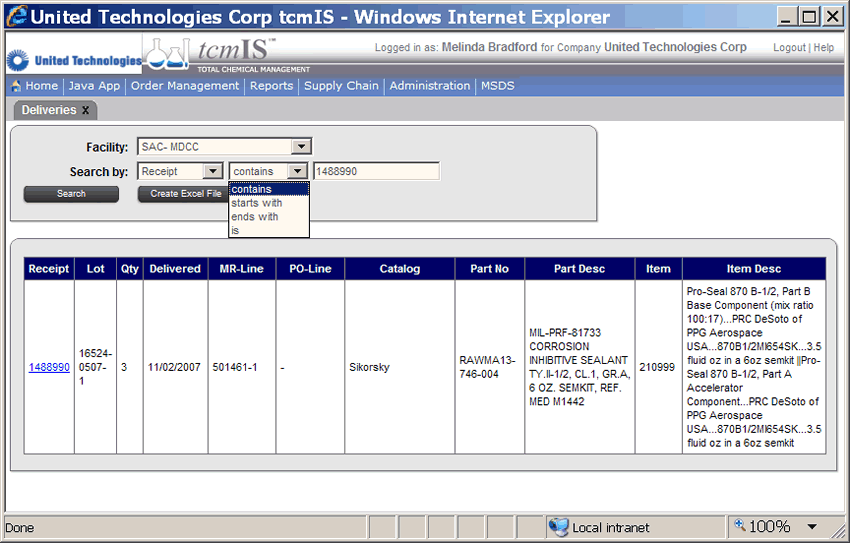 United Technologies Corp tcmIS - Windows Internet Explorer
United Technologies
tcmIS™
TOTAL CHEMICAL MANAGEMENT
Logged in as: Melinda Bradford for Company United Technologies Corp
Logout | Help
Home | Java App | Order Management | Reports | Supply Chain | Administration | MSDS
Deliveries X
Facility: SAC- MDCC
Search by: Receipt contains 1488990
Search Create Excel File
contains
starts with
ends with
is
Receipt Lot Qty Delivered MR-Line PO-Line Catalog Part No Part Desc Item Item Desc
1488990
16524-
0507-
1
3
11/02/2007
501461-1
-
Sikorsky
RAWMA13-
746-004
MIL-PRF-81733
CORROSION
INHIBITIVE SEALANT
TY.II-1/2, CL.1, GR.A,
6 OZ. SEMKIT, REF.
MED M1442
210999
Pro-Seal 870 B-1/2, Part B
Base Component (mix ratio
100:17)...PRC DeSoto of
PPG Aerospace
USA...870B1/2MI654SK...3.5
fluid oz in a 6oz semkit ||Pro-
Seal 870 B-1/2, Part A
Accelerator
Component...PRC DeSoto of
PPG Aerospace
USA...870B1/2MI654SK...3.5
fluid oz in a 6oz semkit
Done
Local intranet
100%